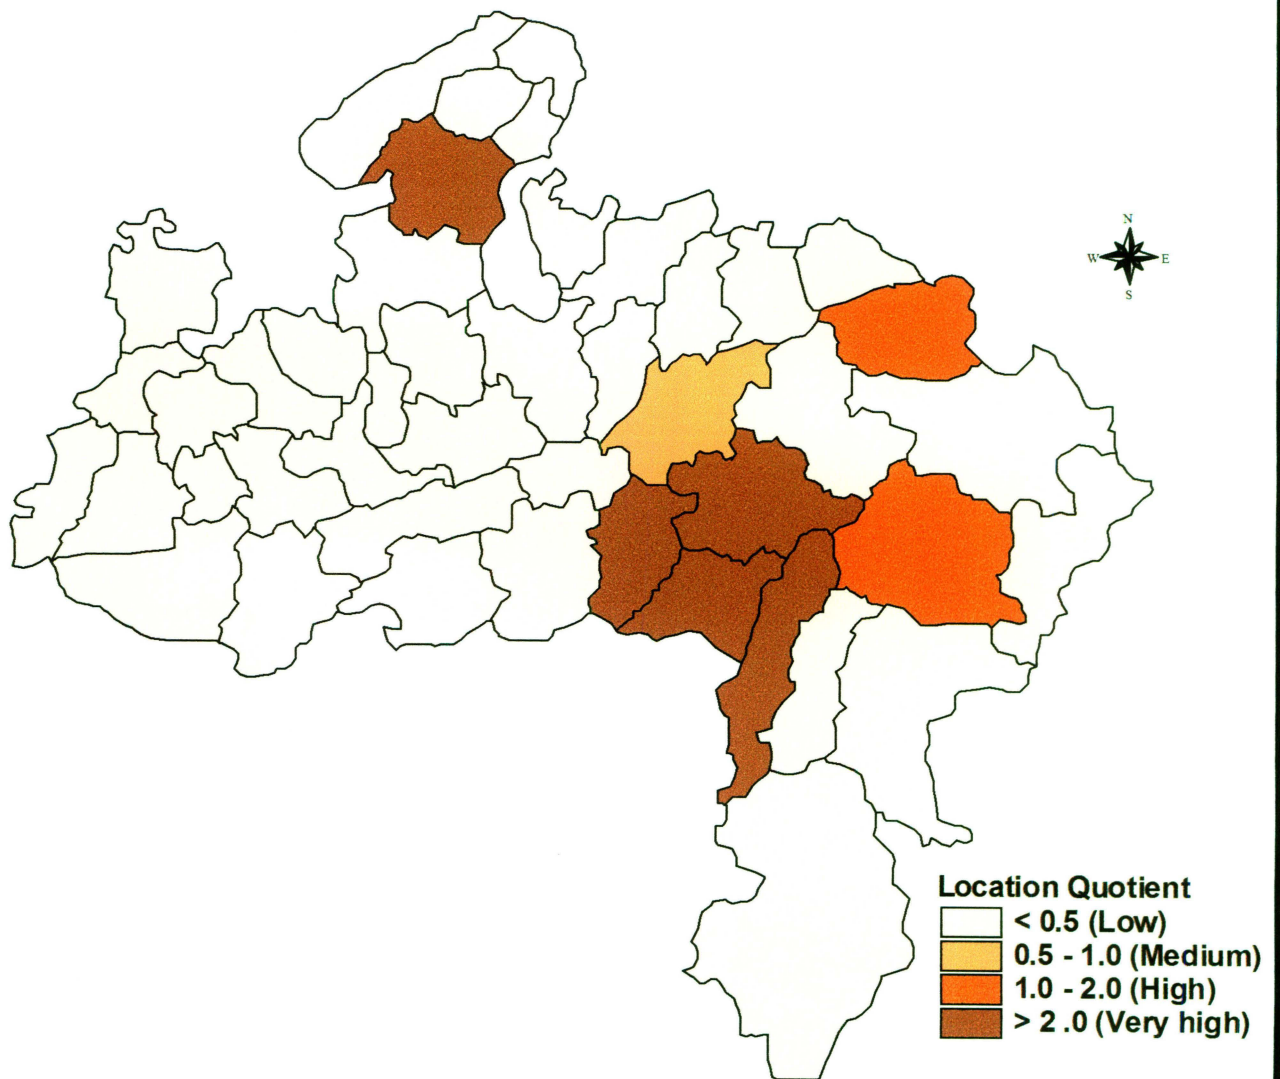 N
W E
S
Location Quotient
< 0.5 (Low)
0.5 - 1.0 (Medium)
1.0 - 2.0 (High)
> 2 .0 (Very high)